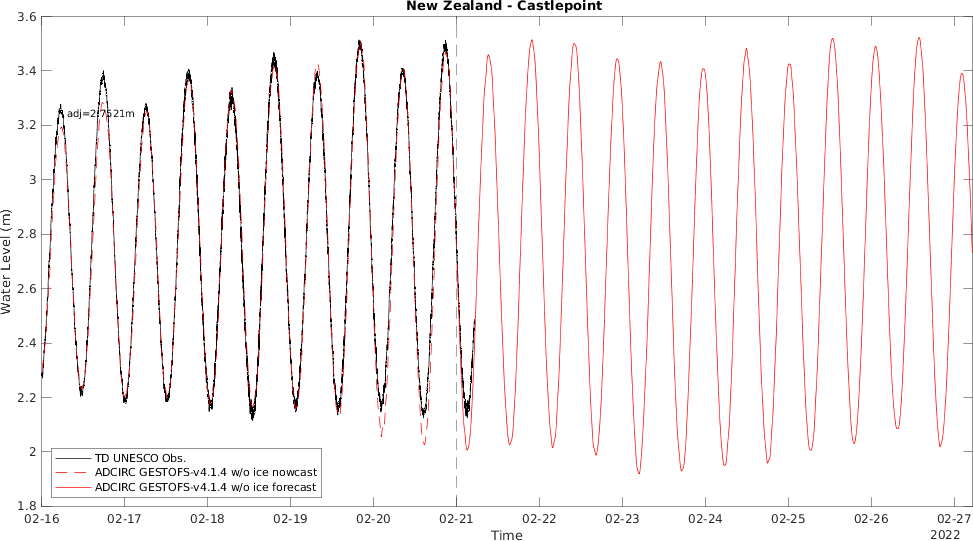 New Zealand - Castlepoint
3.6
3.4
3.2
3
2.8
2.6
2.4
2.2
2
1.8
Water Level (m)
adj=2.7521m
TD UNESCO Obs.
ADCIRC GESTOFS-v4.1.4 w/o ice nowcast
ADCIRC GESTOFS-v4.1.4 w/o ice forecast
02-16 02-17 02-18 02-19 02-20 02-21 02-22 02-23 02-24 02-25 02-26 02-27
Time
2022